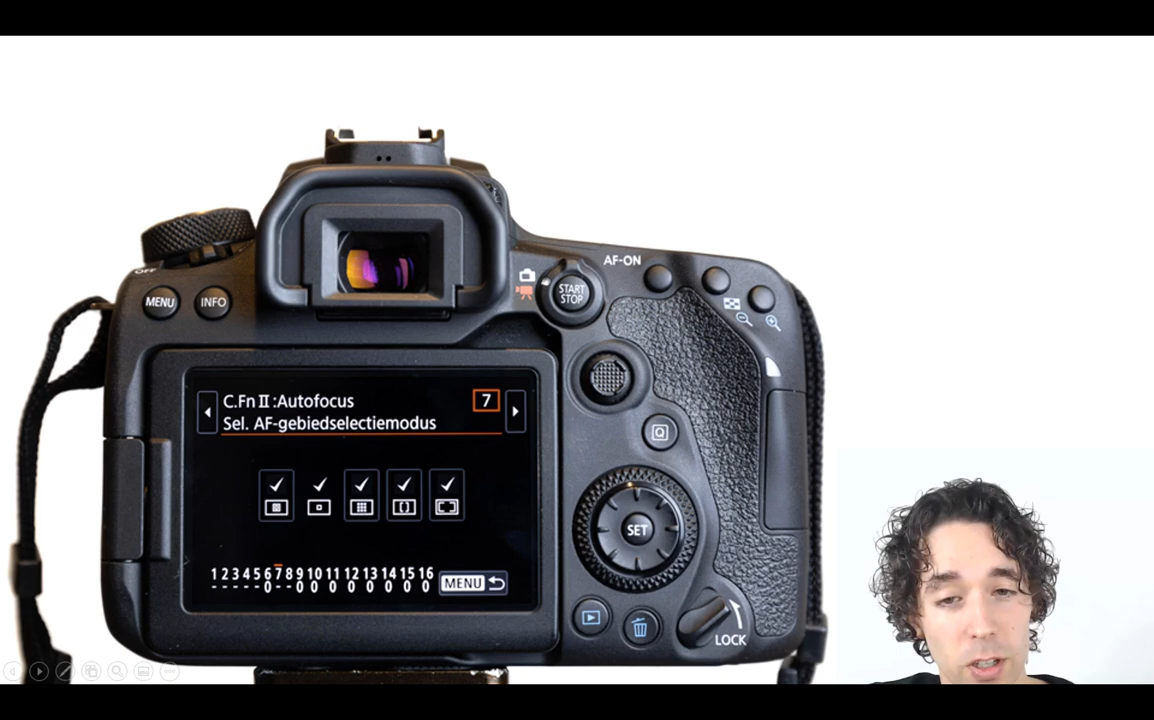 AF-ON
OFF
MENU
INFO
START
STOP
C.Fn II :Autofocus
7
Sel. AF-gebiedselectiemodus
Q
SET
1 2 3 4 5 6 7 8 9 10 11 12 13 14 15 16
- - - - - 0 - - 0 0 0 0 0 0 0 0
MENU
LOCK